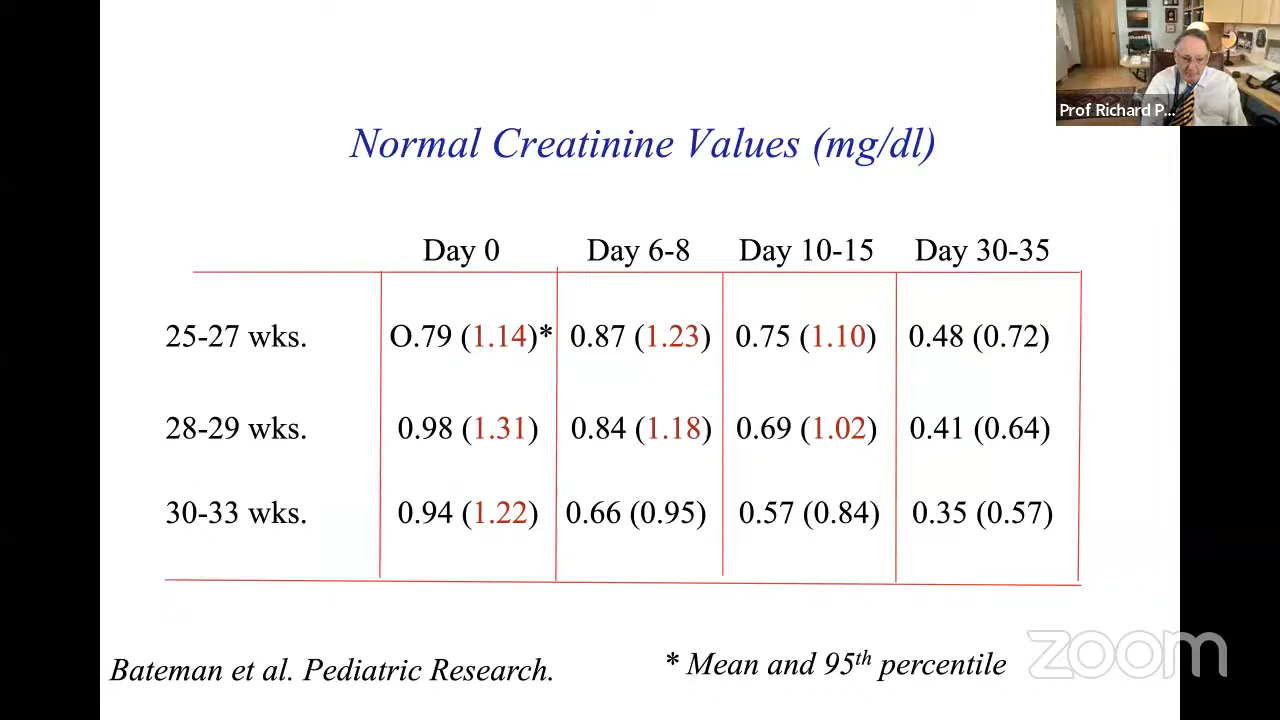 Prof Richard P...
Normal Creatinine Values (mg/dl)
Day 0 Day 6-8 Day 10-15 Day 30-35
25-27 wks. O.79 (1.14)* 0.87 (1.23) 0.75 (1.10) 0.48 (0.72)
28-29 wks. 0.98 (1.31) 0.84 (1.18) 0.69 (1.02) 0.41 (0.64)
30-33 wks. 0.94 (1.22) 0.66 (0.95) 0.57 (0.84) 0.35 (0.57)
Bateman et al. Pediatric Research. * Mean and 95th percentile
zoom